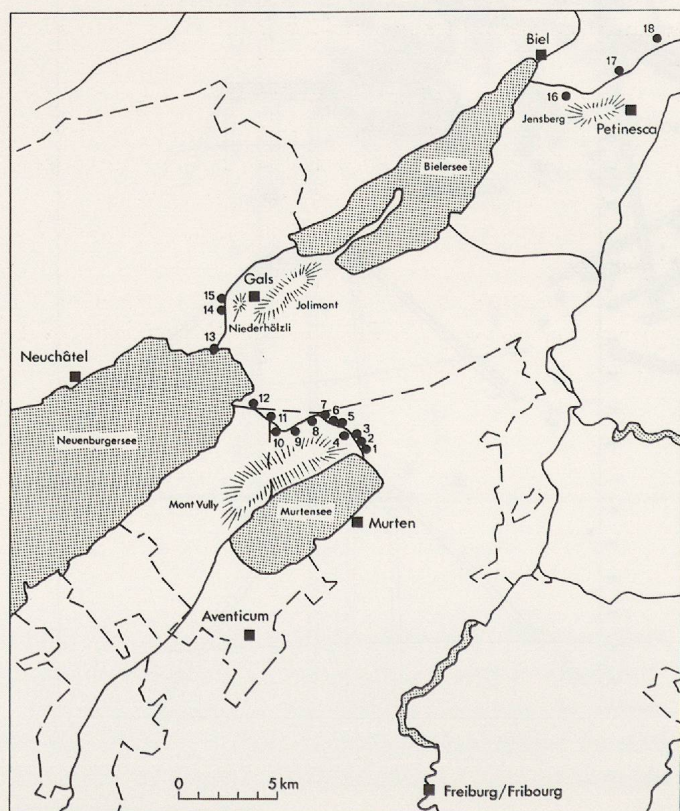 18
Biel
17
16
Jensberg
Petinesca
Bielersee
Gals
15
14
Jolimont
Niederhölzli
13
Neuchâtel
12
11
7
6
5
8
3
10
9
4
2
1
Neuenburgersee
Mont Vully
Murtensee
Murten
Aventicum
0
5 km
Freiburg/Fribourg